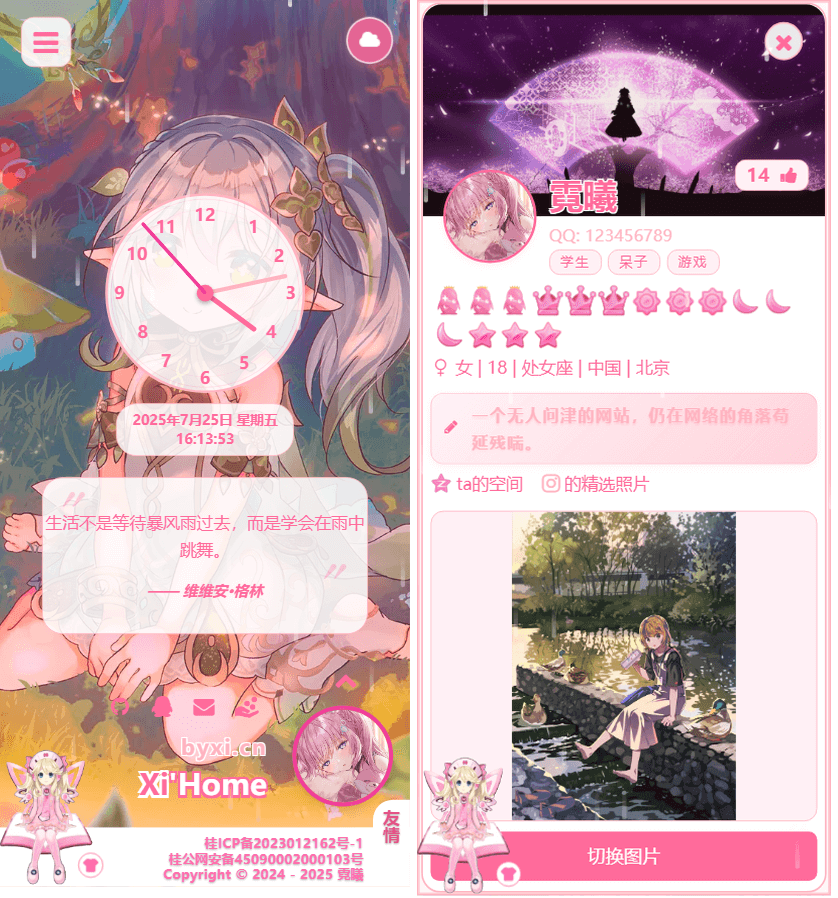 12
11
1
10
2
9
3
8
4
7
5
6
2025年7月25日 星期五
16:13:53
生活不是等待暴风雨过去，而是学会在雨中
跳舞。
—— 维维安·格林
byxi.cn
Xi'Home
友情
桂ICP备2023012162号-1
桂公网安备45090002000103号
Copyright © 2024 - 2025 霓曦
14
霓曦
QQ: 123456789
学生 呆子 游戏
女 | 18 | 处女座 | 中国 | 北京
一个无人问津的网站，仍在网络的角落苟
延残喘。
ta的空间 的精选照片
切换图片